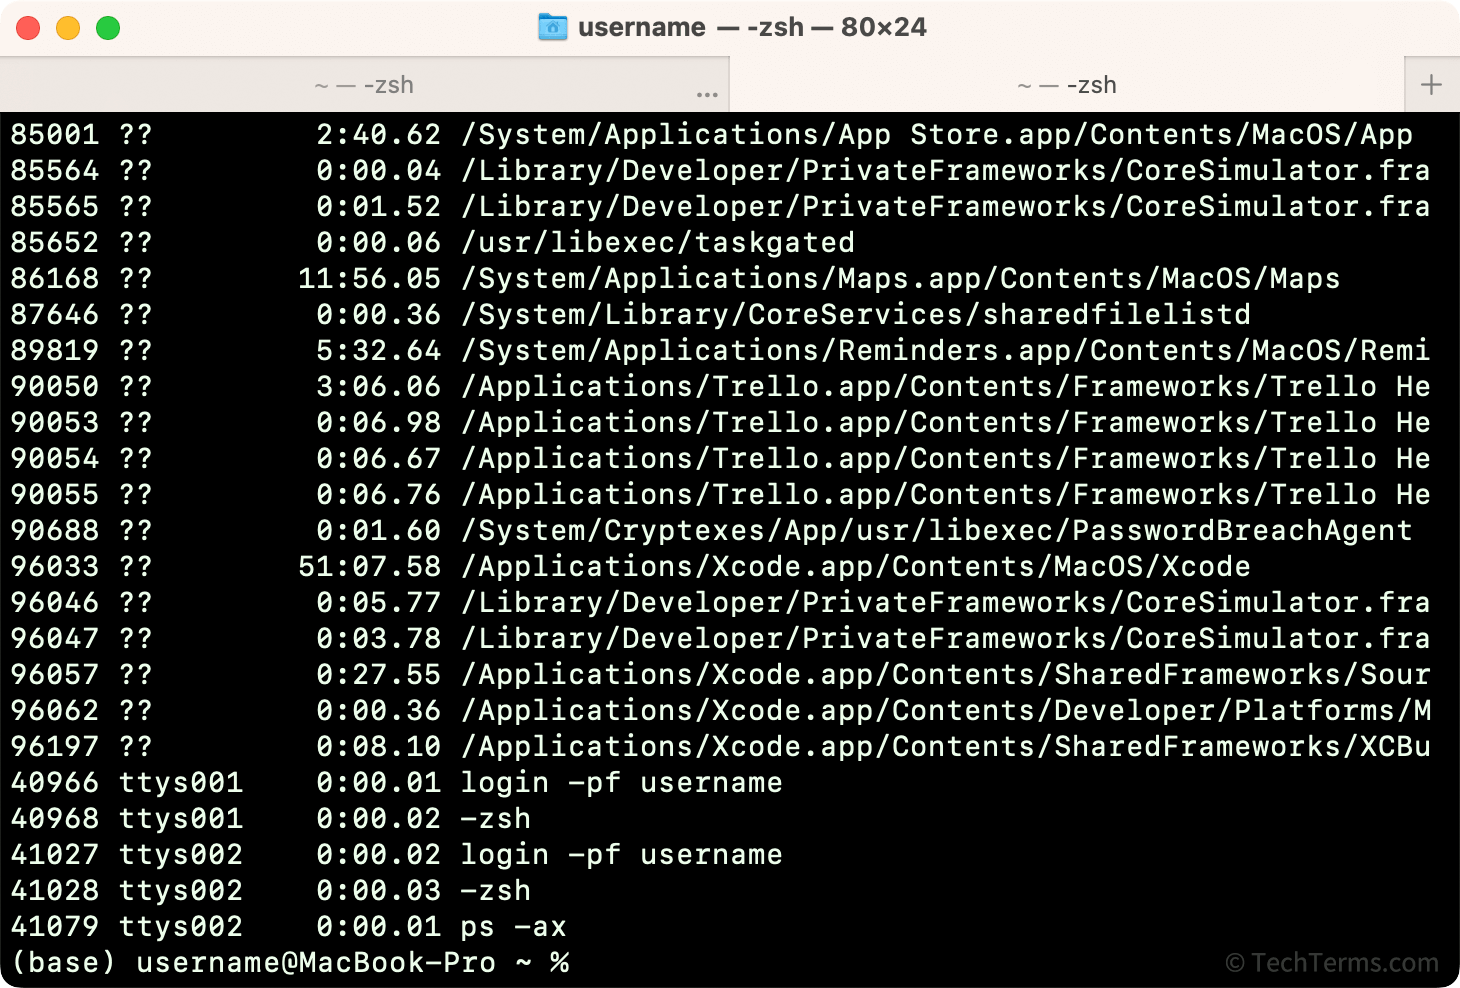 username — -zsh — 80×24
~ — -zsh ... ~ — -zsh +
85001 ??         2:40.62 /System/Applications/App Store.app/Contents/MacOS/App
85564 ??         0:00.04 /Library/Developer/PrivateFrameworks/CoreSimulator.fra
85565 ??         0:01.52 /Library/Developer/PrivateFrameworks/CoreSimulator.fra
85652 ??         0:00.06 /usr/libexec/taskgated
86168 ??        11:56.05 /System/Applications/Maps.app/Contents/MacOS/Maps
87646 ??         0:00.36 /System/Library/CoreServices/sharedfilelistd
89819 ??         5:32.64 /System/Applications/Reminders.app/Contents/MacOS/Remi
90050 ??         3:06.06 /Applications/Trello.app/Contents/Frameworks/Trello He
90053 ??         0:06.98 /Applications/Trello.app/Contents/Frameworks/Trello He
90054 ??         0:06.67 /Applications/Trello.app/Contents/Frameworks/Trello He
90055 ??         0:06.76 /Applications/Trello.app/Contents/Frameworks/Trello He
90688 ??         0:01.60 /System/Cryptexes/App/usr/libexec/PasswordBreachAgent
96033 ??        51:07.58 /Applications/Xcode.app/Contents/MacOS/Xcode
96046 ??         0:05.77 /Library/Developer/PrivateFrameworks/CoreSimulator.fra
96047 ??         0:03.78 /Library/Developer/PrivateFrameworks/CoreSimulator.fra
96057 ??         0:27.55 /Applications/Xcode.app/Contents/SharedFrameworks/Sour
96062 ??         0:00.36 /Applications/Xcode.app/Contents/Developer/Platforms/M
96197 ??         0:08.10 /Applications/Xcode.app/Contents/SharedFrameworks/XCBu
40966 ttys001    0:00.01 login -pf username
40968 ttys001    0:00.02 -zsh
41027 ttys002    0:00.02 login -pf username
41028 ttys002    0:00.03 -zsh
41079 ttys002    0:00.01 ps -ax
(base) username@MacBook-Pro ~ %
© TechTerms.com